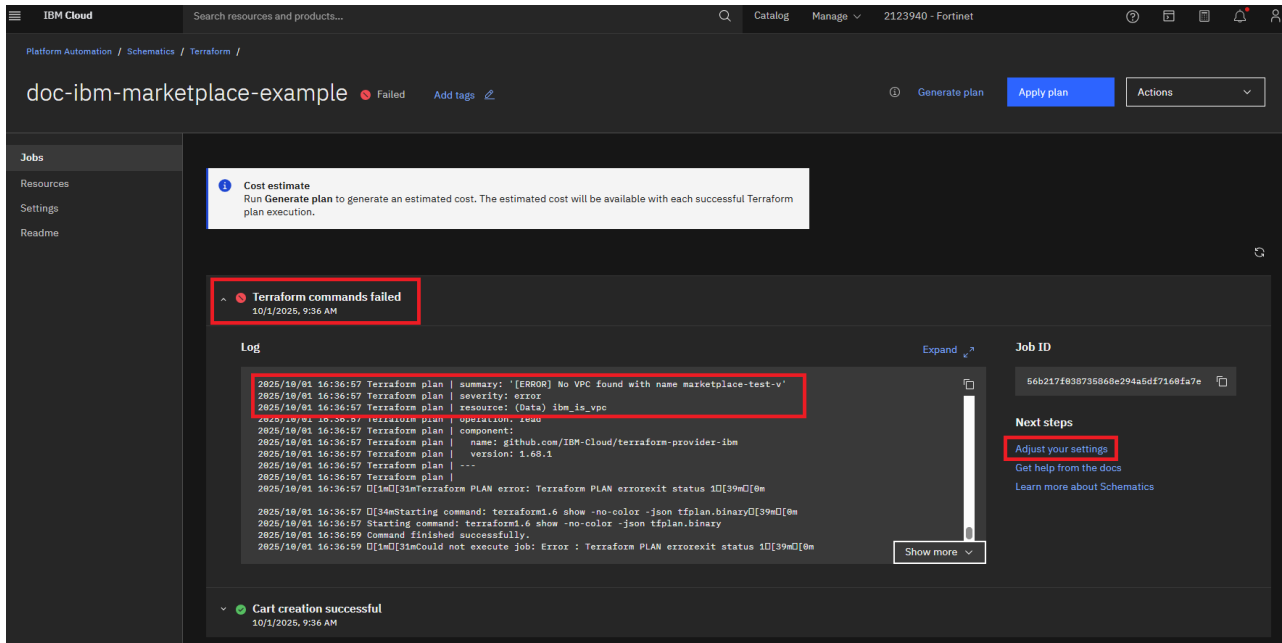 IBM Cloud
Search resources and products...
Catalog
Manage
2123940 - Fortinet
Platform Automation / Schematics / Terraform /
doc-ibm-marketplace-example
Failed
Add tags
Generate plan
Apply plan
Actions
Jobs
Resources
Settings
Readme
Cost estimate
Run Generate plan to generate an estimated cost. The estimated cost will be available with each successful Terraform
plan execution.
Terraform commands failed
10/1/2025, 9:36 AM
Log
Expand
2025/10/01 16:36:57 Terraform plan | summary: '[ERROR] No VPC found with name marketplace-test-v'
2025/10/01 16:36:57 Terraform plan | severity: error
2025/10/01 16:36:57 Terraform plan | resource: (Data) ibm_is_vpc
2025/10/01 16:36:57 Terraform plan | operation: read
2025/10/01 16:36:57 Terraform plan | component:
2025/10/01 16:36:57 Terraform plan |   name: github.com/IBM-Cloud/terraform-provider-ibm
2025/10/01 16:36:57 Terraform plan |   version: 1.68.1
2025/10/01 16:36:57 Terraform plan | ---
2025/10/01 16:36:57 Terraform plan |
2025/10/01 16:36:57 □[1m□[31mTerraform PLAN error: Terraform PLAN errorexit status 1□[39m□[0m
2025/10/01 16:36:57 □[34mStarting command: terraform1.6 show -no-color -json tfplan.binary□[39m□[0m
2025/10/01 16:36:57 Starting command: terraform1.6 show -no-color -json tfplan.binary
2025/10/01 16:36:59 Command finished successfully.
2025/10/01 16:36:59 □[1m□[31mCould not execute job: Error : Terraform PLAN errorexit status 1□[39m□[0m
Show more
Job ID
56b217f038735868e294a5df7160fa7e
Next steps
Adjust your settings
Get help from the docs
Learn more about Schematics
Cart creation successful
10/1/2025, 9:36 AM